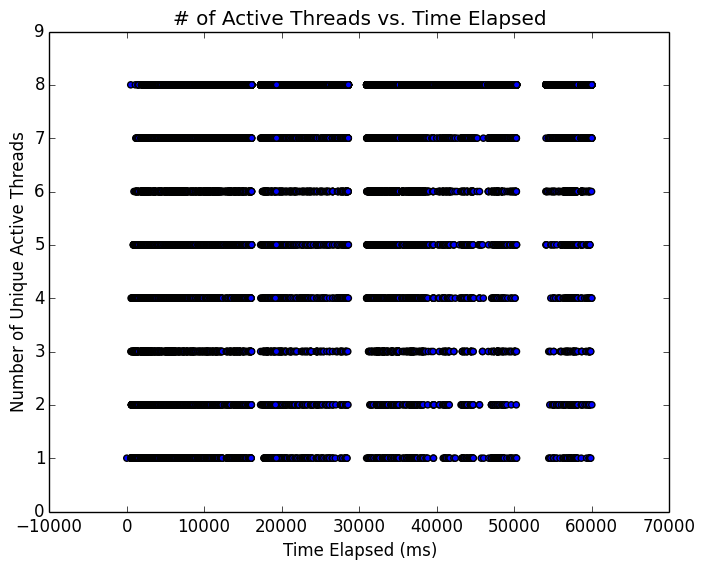 # of Active Threads vs. Time Elapsed
9
8
7
6
5
4
3
2
1
0
Number of Unique Active Threads
−10000 0 10000 20000 30000 40000 50000 60000 70000
Time Elapsed (ms)